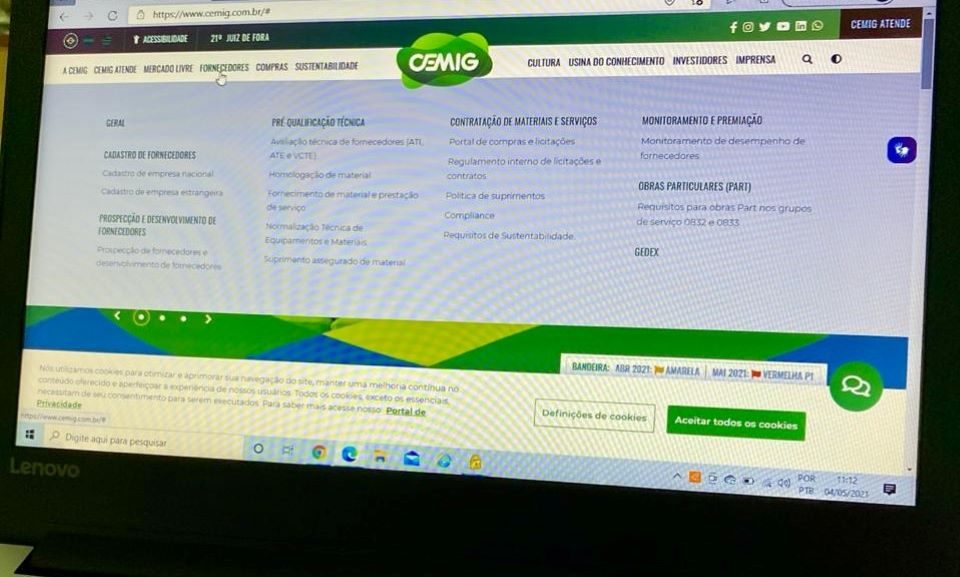 https://www.cemig.com.br/#
ACESSIBILIDADE
21º JUIZ DE FORA
CEMIG ATENDE
A CEMIG CEMIG ATENDE MERCADO LIVRE FORNECEDORES COMPRAS SUSTENTABILIDADE
CEMIG
CULTURA USINA DO CONHECIMENTO INVESTIDORES IMPRENSA
GERAL
CADASTRO DE FORNECEDORES
Cadastro de empresa nacional
Cadastro de empresa estrangeira
PROSPECÇÃO E DESENVOLVIMENTO DE
FORNECEDORES
Prospecção de fornecedores e
desenvolvimento de fornecedores
PRÉ-QUALIFICAÇÃO TÉCNICA
Avaliação técnica de fornecedores (ATI,
ATE e VCTE)
Homologação de material
Fornecimento de material e prestação
de serviço
Normalização Técnica de
Equipamentos e Materiais
Suprimento assegurado de material
CONTRATAÇÃO DE MATERIAIS E SERVIÇOS
Portal de compras e licitações
Regulamento interno de licitações e
contratos
Política de suprimentos
Compliance
Requisitos de Sustentabilidade
MONITORAMENTO E PREMIAÇÃO
Monitoramento de desempenho de
fornecedores
OBRAS PARTICULARES (PART)
Requisitos para obras Part nos grupos
de serviço 0832 e 0833
GEDEX
BANDEIRA: ABR 2021: AMARELA | MAI 2021: VERMELHA P1
Nós utilizamos cookies para otimizar e aprimorar sua navegação do site, manter uma melhoria contínua no
conteúdo oferecido e aperfeiçoar a experiência de nossos usuários. Todos os cookies, exceto os essenciais,
necessitam de seu consentimento para serem executados. Para saber mais acesse nosso Portal de
Privacidade
Definições de cookies
Aceitar todos os cookies
https://www.cemig.com.br/#
Digite aqui para pesquisar
POR
PTB
11:12
04/05/2021
Lenovo